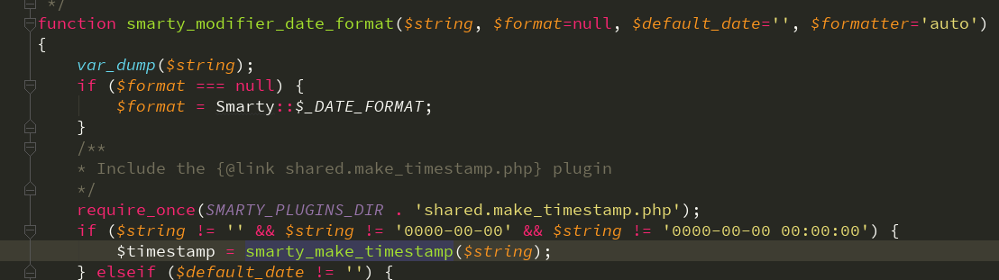 */
function smarty_modifier_date_format($string, $format=null, $default_date='', $formatter='auto')
{
var_dump($string);
if ($format === null) {
$format = Smarty::$_DATE_FORMAT;
}
/**
* Include the {@link shared.make_timestamp.php} plugin
*/
require_once(SMARTY_PLUGINS_DIR . 'shared.make_timestamp.php');
if ($string != '' && $string != '0000-00-00' && $string != '0000-00-00 00:00:00') {
$timestamp = smarty_make_timestamp($string);
} elseif ($default_date != '') {